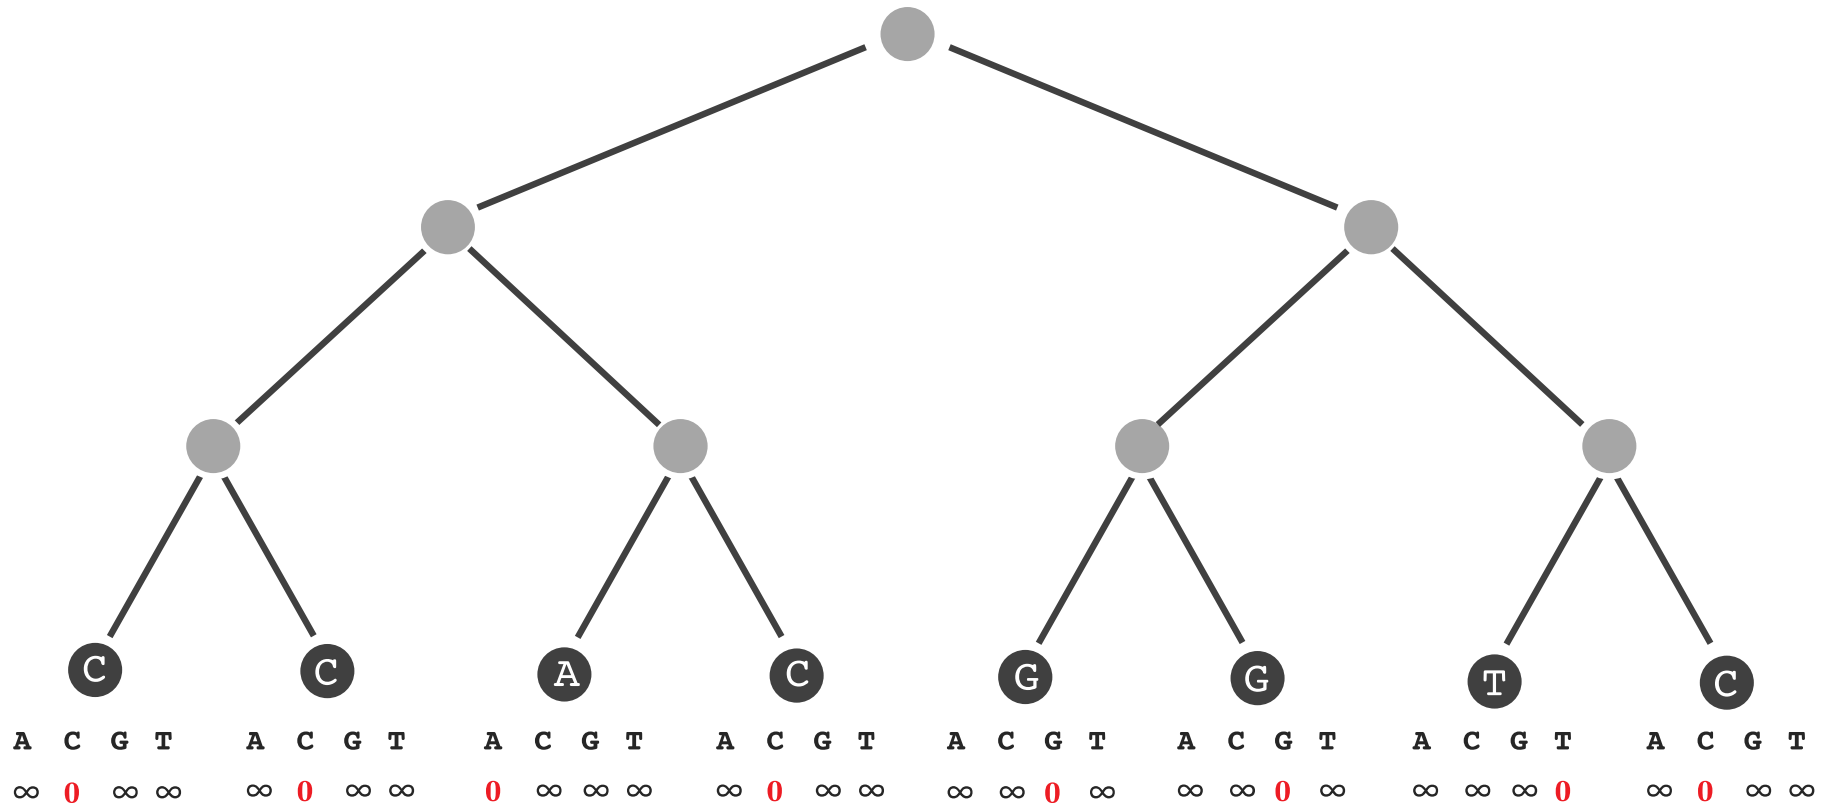 C C A C G G T C
A C G T A C G T A C G T A C G T A C G T A C G T A C G T A C G T
∞ 0 ∞ ∞ ∞ 0 ∞ ∞ 0 ∞ ∞ ∞ ∞ 0 ∞ ∞ ∞ ∞ 0 ∞ ∞ ∞ 0 ∞ ∞ ∞ ∞ 0 ∞ 0 ∞ ∞